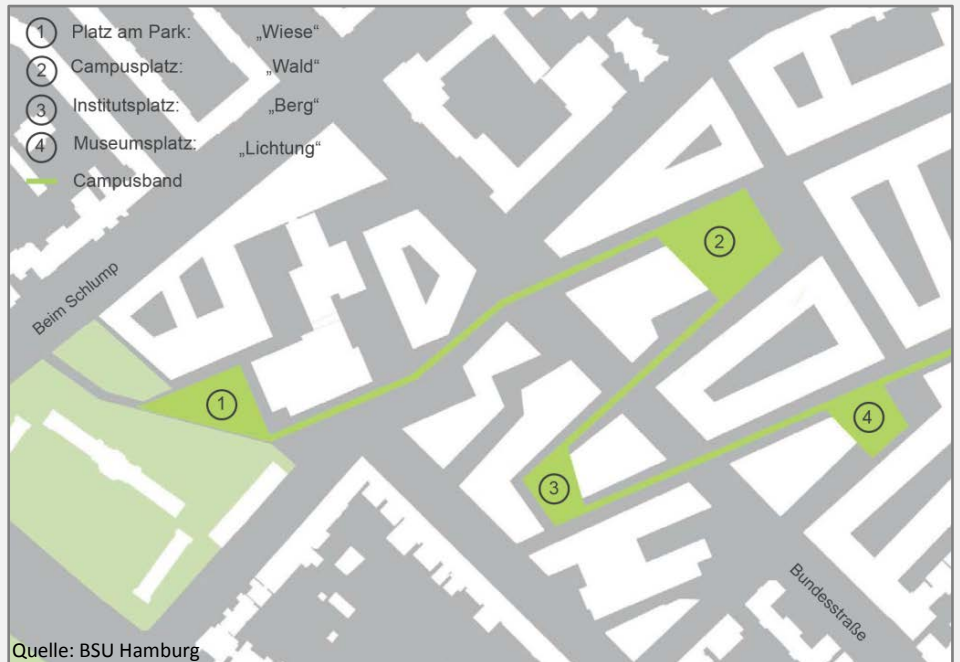 1 Platz am Park: „Wiese“
2 Campusplatz: „Wald“
3 Institutsplatz: „Berg“
4 Museumsplatz: „Lichtung“
Campusband
2
Beim Schlump
1
4
3
Bundesstraße
Quelle: BSU Hamburg